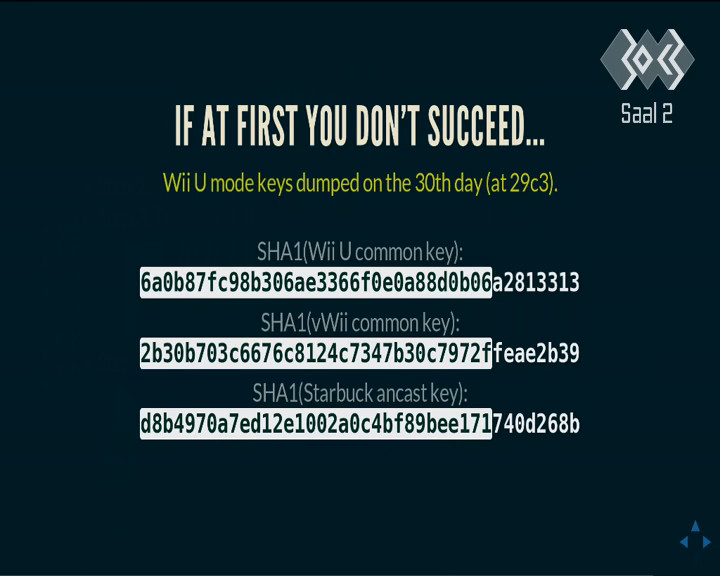 Saal 2
IF AT FIRST YOU DON'T SUCCEED...
Wii U mode keys dumped on the 30th day (at 29c3).
SHA1(Wii U common key):
6a0b87fc98b306ae3366f0e0a88d0b06a2813313
SHA1(vWii common key):
2b30b703c6676c8124c7347b30c7972ffeae2b39
SHA1(Starbuck ancast key):
d8b4970a7ed12e1002a0c4bf89bee171740d268b